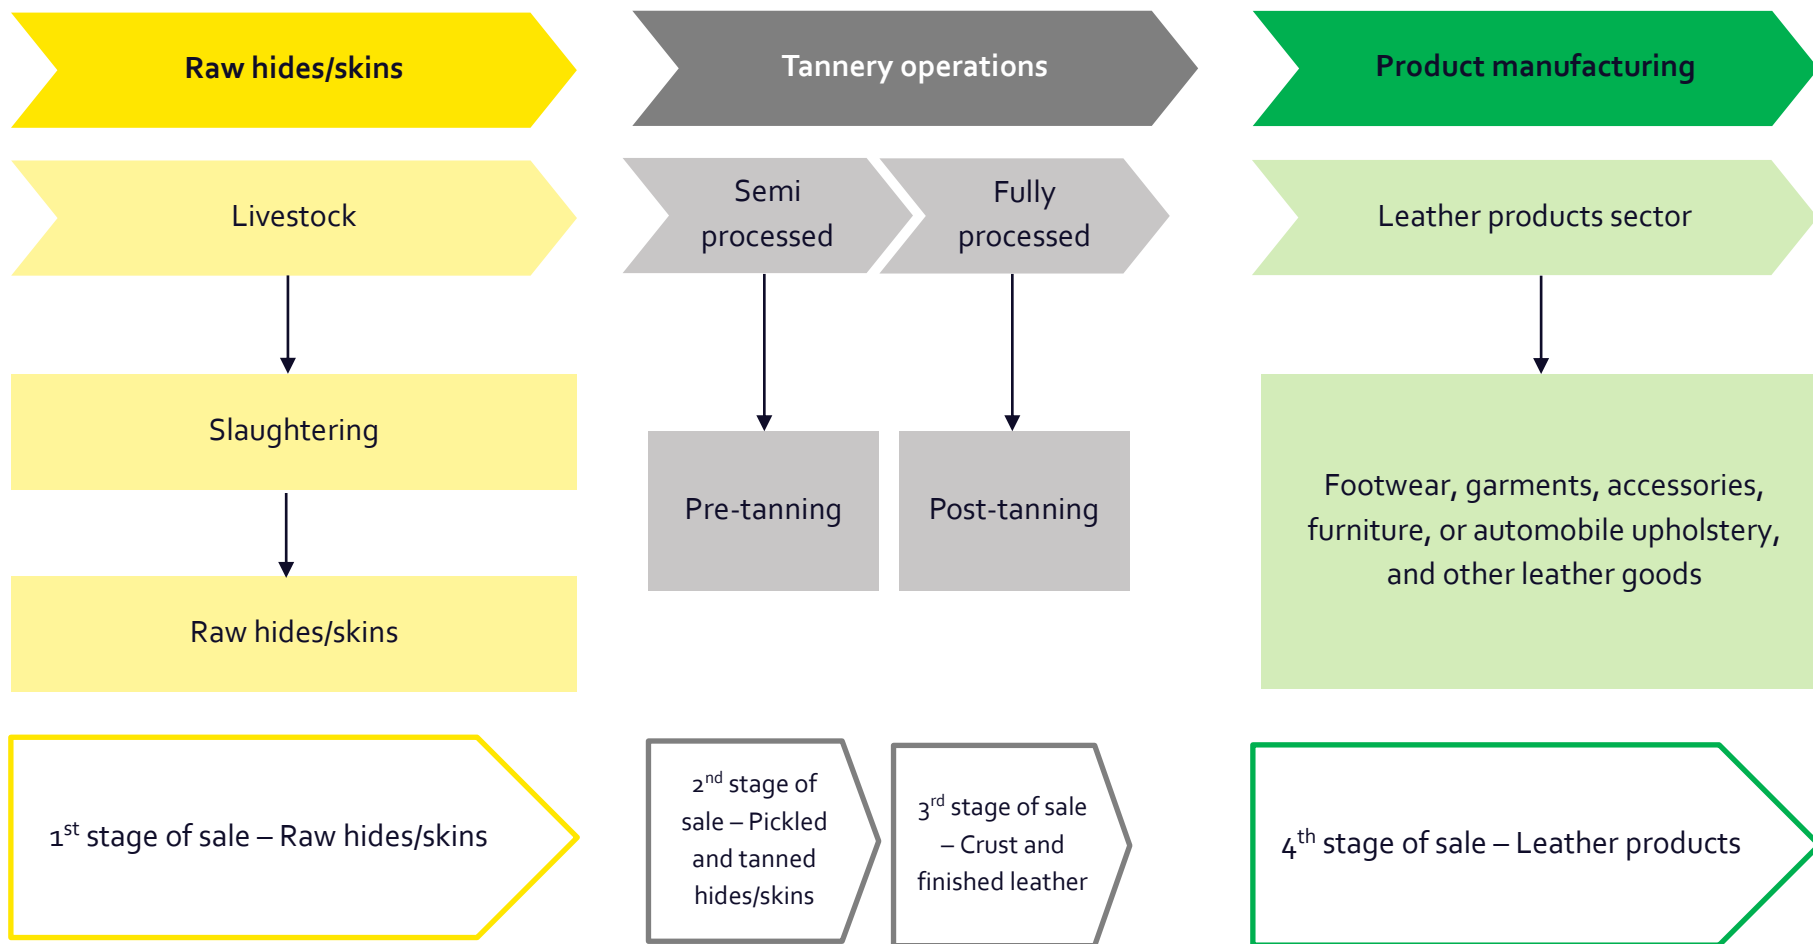 Raw hides/skins
Tannery operations
Product manufacturing
Livestock
Semi
processed
Fully
processed
Leather products sector
Slaughtering
Raw hides/skins
Pre-tanning
Post-tanning
Footwear, garments, accessories,
furniture, or automobile upholstery,
and other leather goods
1st stage of sale – Raw hides/skins
2nd stage of
sale – Pickled
and tanned
hides/skins
3rd stage of sale
– Crust and
finished leather
4th stage of sale – Leather products